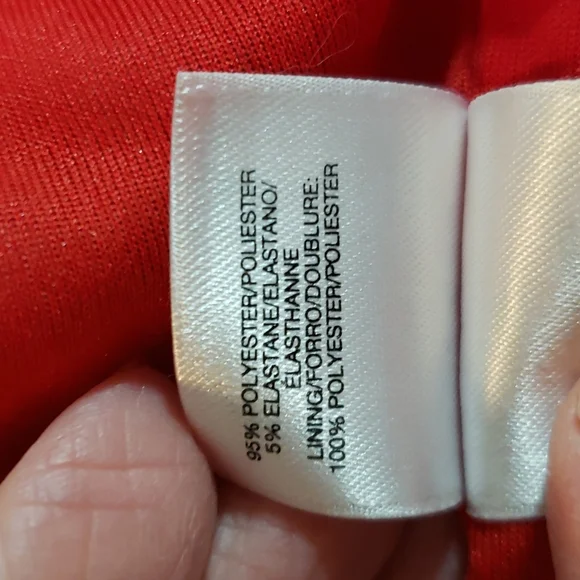 95% POLYESTER/POLIESTER
5% ELASTANE/ELASTANO/
ÉLASTHANNE
LINING/FORRO/DOUBLURE:
100% POLYESTER/POLIESTER